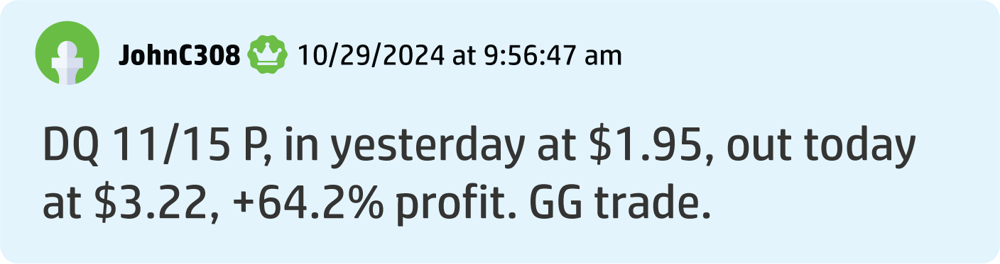 JohnC308 10/29/2024 at 9:56:47 am
DQ 11/15 P, in yesterday at $1.95, out today
at $3.22, +64.2% profit. GG trade.